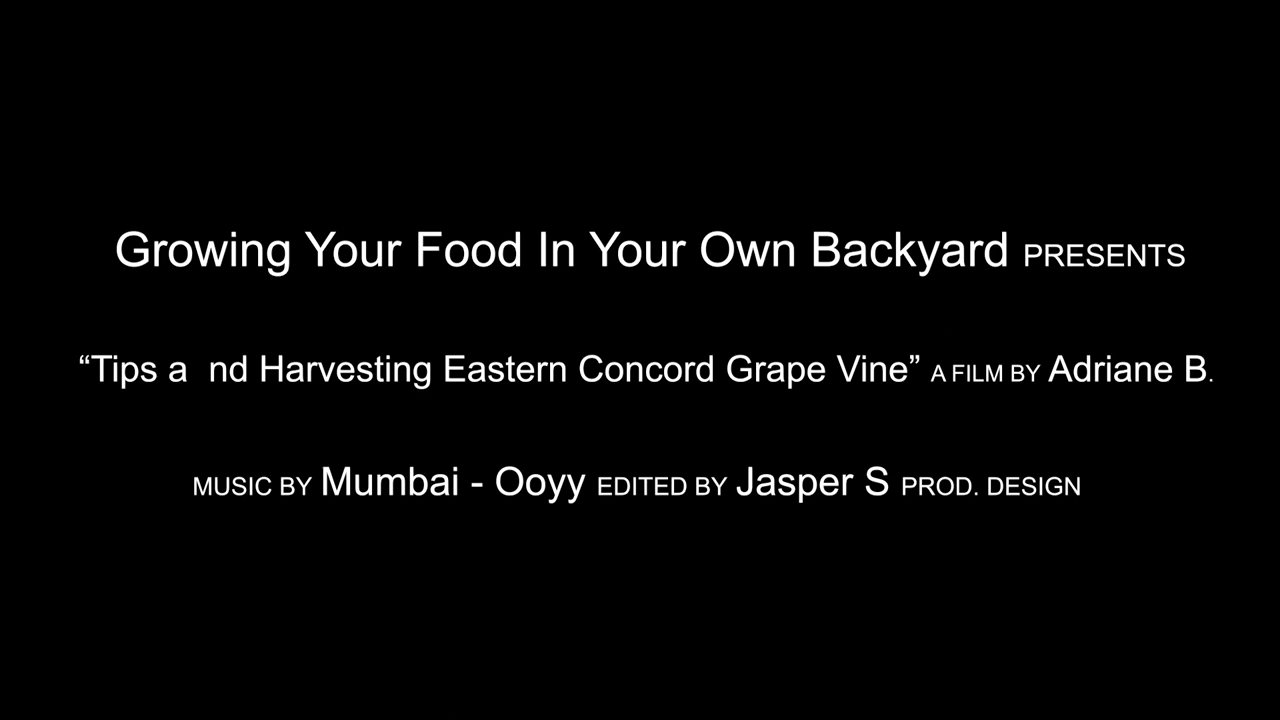 Growing Your Food In Your Own Backyard PRESENTS
“Tips a  nd Harvesting Eastern Concord Grape Vine” A FILM BY Adriane B.
MUSIC BY Mumbai - Ooyy EDITED BY Jasper S PROD. DESIGN